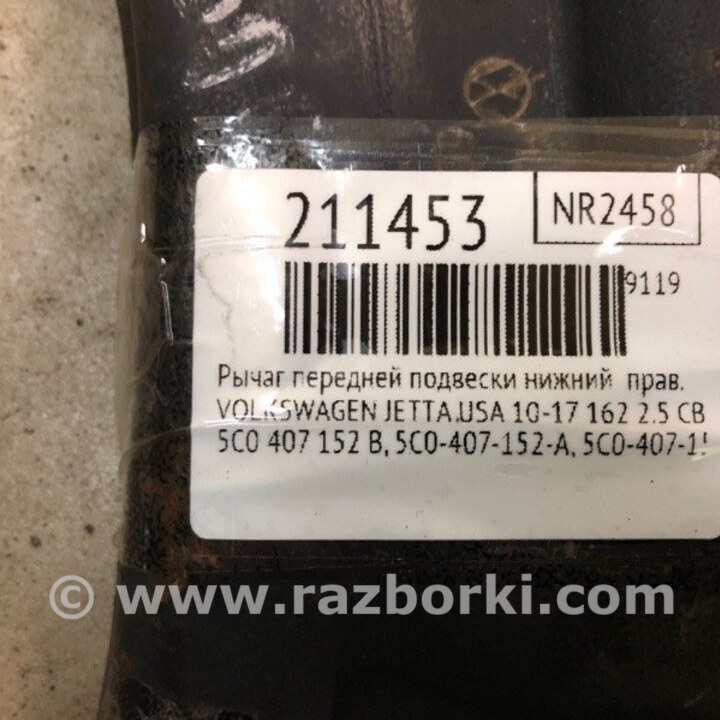 211453
NR2458
9119
Рычаг передней подвески нижний прав.
VOLKSWAGEN JETTA.USA 10-17 162 2.5 CB
5C0 407 152 B, 5C0-407-152-A, 5C0-407-15
© www.razborki.com